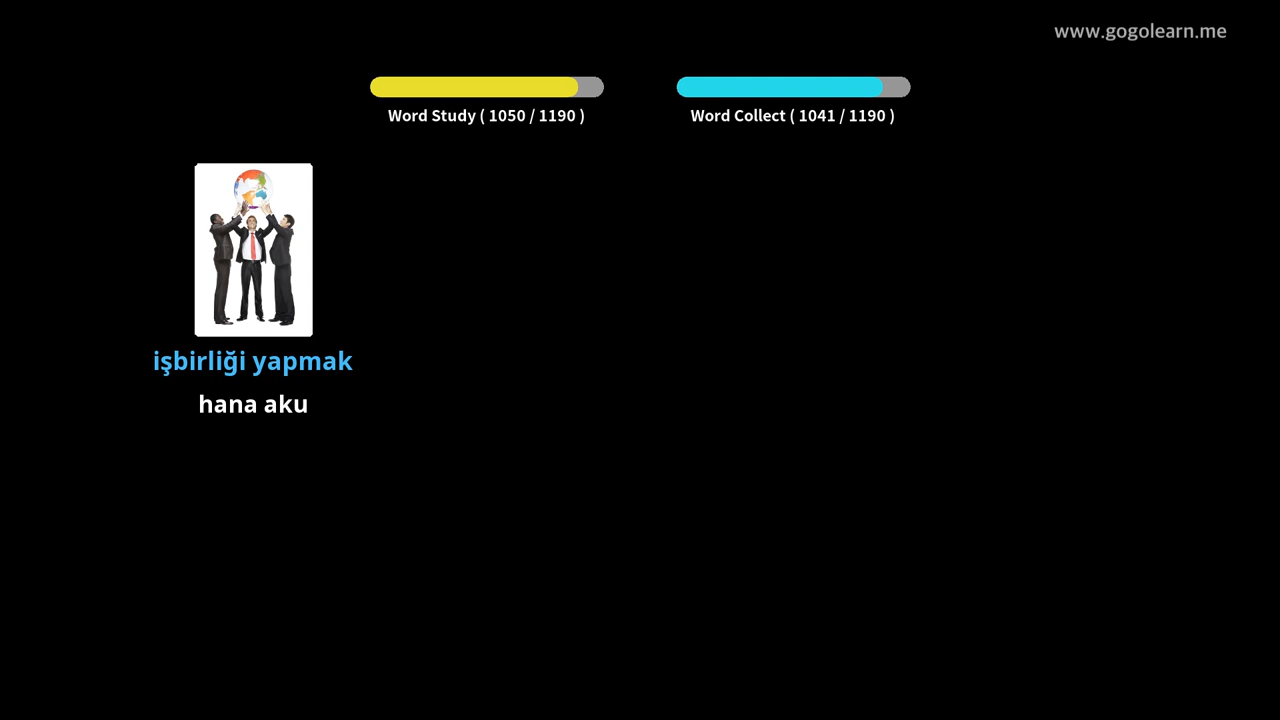 www.gogolearn.me
Word Study ( 1050 / 1190 )
Word Collect ( 1041 / 1190 )
işbirliği yapmak
hana aku